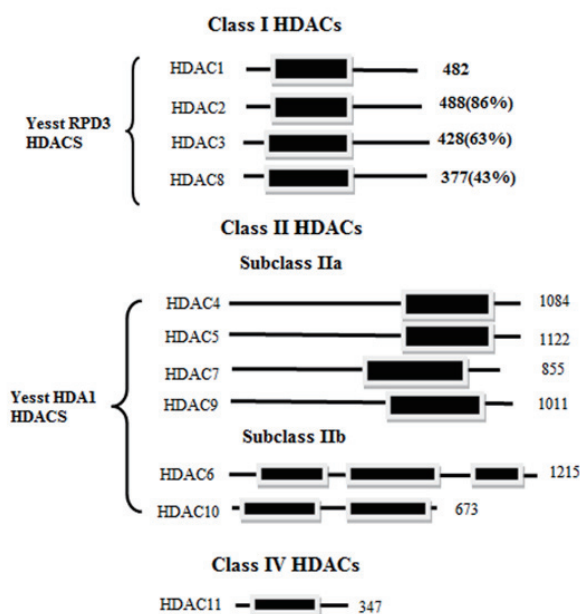 Class I HDACs
HDAC1 482
Yesst RPD3
HDACS
HDAC2 488(86%)
HDAC3 428(63%)
HDAC8 377(43%)
Class II HDACs
Subclass IIa
HDAC4 1084
HDAC5 1122
HDAC7 855
Yesst HDA1
HDACS
HDAC9 1011
Subclass IIb
HDAC6 1215
HDAC10 673
Class IV HDACs
HDAC11 347